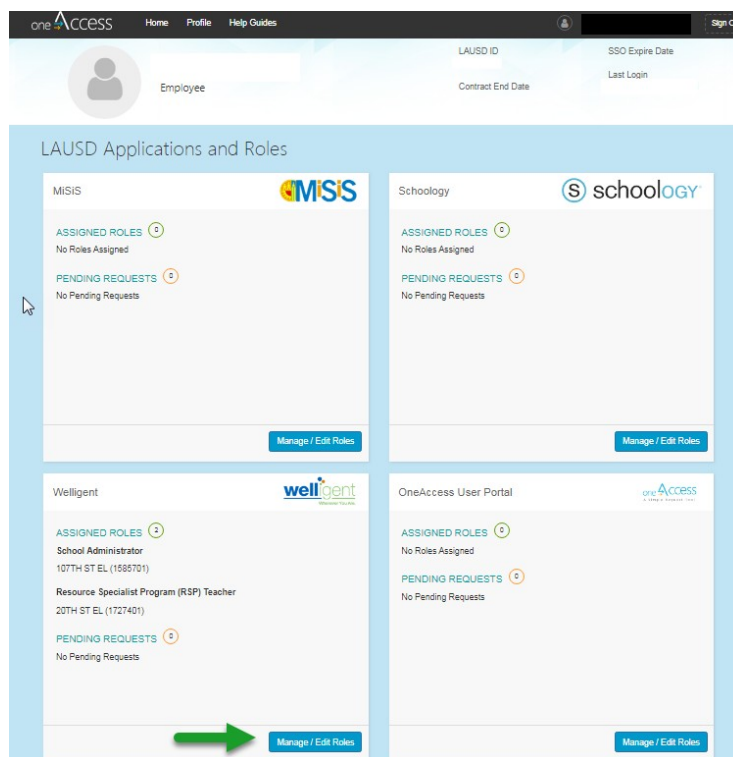 one Access Home Profile Help Guides
LAUSD ID SSO Expire Date
Last Login
Employee Contract End Date
LAUSD Applications and Roles
MiSiS MiSiS
ASSIGNED ROLES 0
No Roles Assigned
PENDING REQUESTS 0
No Pending Requests
Manage / Edit Roles
Schoology S schoology
ASSIGNED ROLES 0
No Roles Assigned
PENDING REQUESTS 0
No Pending Requests
Manage / Edit Roles
Welligent welligent
ASSIGNED ROLES 2
School Administrator
107TH ST EL (1585701)
Resource Specialist Program (RSP) Teacher
20TH ST EL (1727401)
PENDING REQUESTS 0
No Pending Requests
Manage / Edit Roles
OneAccess User Portal one Access
ASSIGNED ROLES 0
No Roles Assigned
PENDING REQUESTS 0
No Pending Requests
Manage / Edit Roles